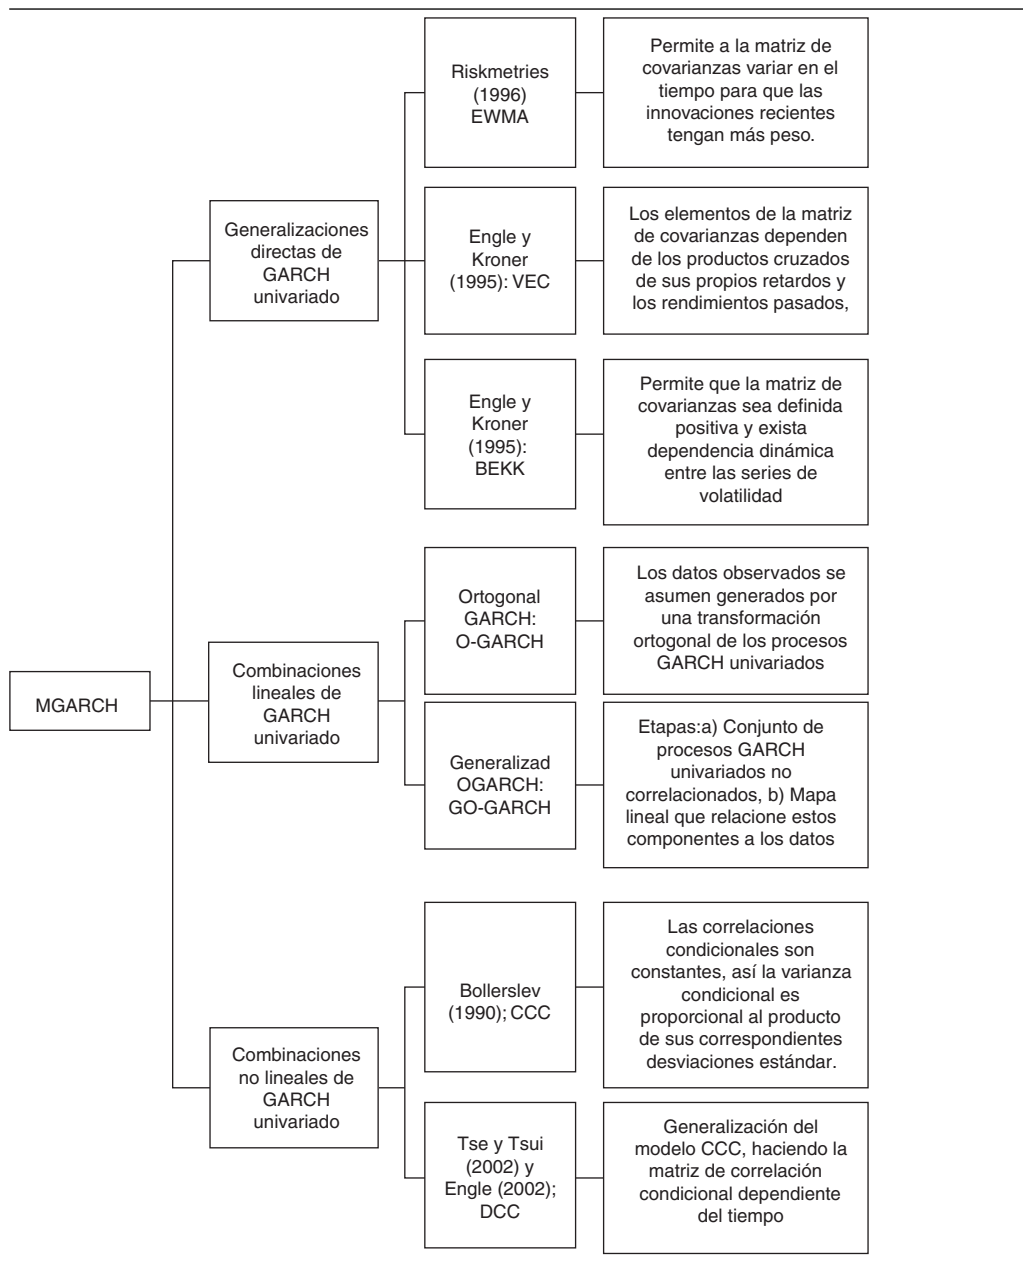 MGARCH
Generalizaciones
directas de
GARCH
univariado
Riskmetries
(1996)
EWMA
Permite a la matriz de
covarianzas variar en el
tiempo para que las
innovaciones recientes
tengan más peso.
Engle y
Kroner
(1995): VEC
Los elementos de la matriz
de covarianzas dependen
de los productos cruzados
de sus propios retardos y
los rendimientos pasados,
Engle y
Kroner
(1995):
BEKK
Permite que la matriz de
covarianzas sea definida
positiva y exista
dependencia dinámica
entre las series de
volatilidad
Combinaciones
lineales de
GARCH
univariado
Ortogonal
GARCH:
O-GARCH
Los datos observados se
asumen generados por
una transformación
ortogonal de los procesos
GARCH univariados
Generalizad
OGARCH:
GO-GARCH
Etapas:a) Conjunto de
procesos GARCH
univariados no
correlacionados, b) Mapa
lineal que relacione estos
componentes a los datos
Combinaciones
no lineales de
GARCH
univariado
Bollerslev
(1990); CCC
Las correlaciones
condicionales son
constantes, así la varianza
condicional es
proporcional al producto
de sus correspondientes
desviaciones estándar.
Tse y Tsui
(2002) y
Engle (2002);
DCC
Generalización del
modelo CCC, haciendo la
matriz de correlación
condicional dependiente
del tiempo